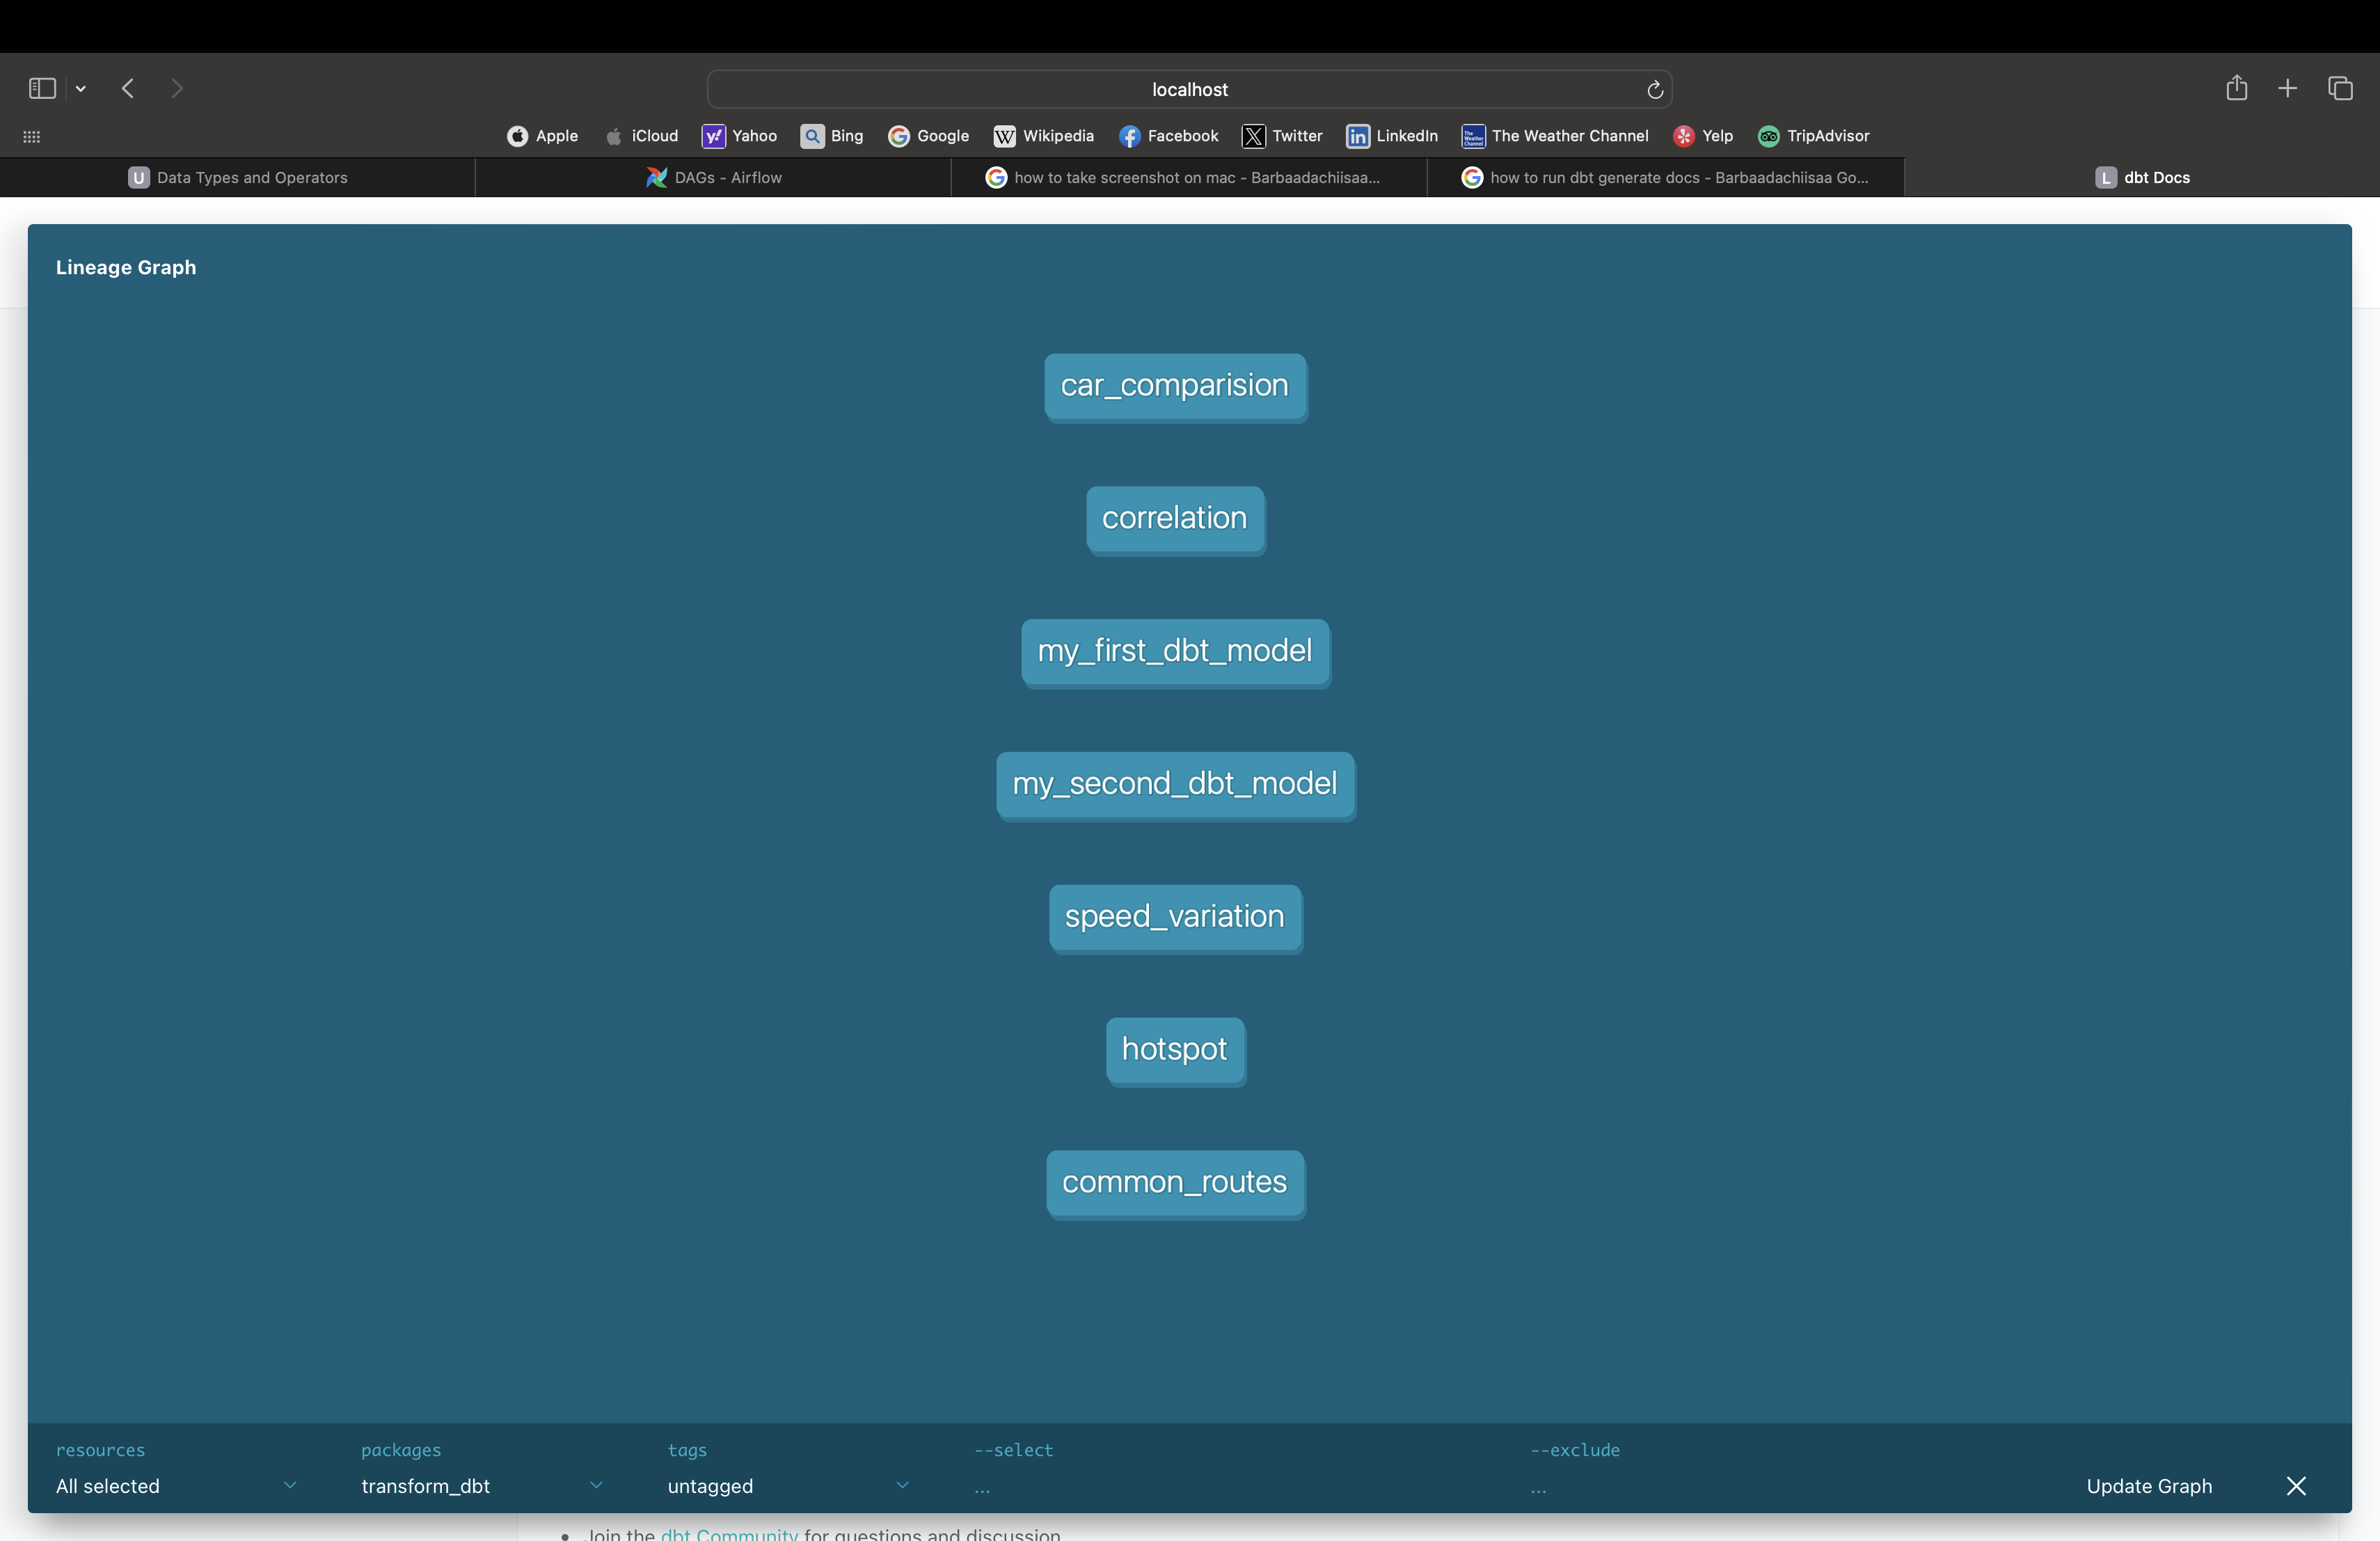 localhost
Apple iCloud Yahoo Bing Google Wikipedia Facebook Twitter LinkedIn The Weather Channel Yelp TripAdvisor
U Data Types and Operators DAGs - Airflow how to take screenshot on mac - Barbaadachiisaa... how to run dbt generate docs - Barbaadachiisaa Go... L dbt Docs
Lineage Graph
car_comparision
correlation
my_first_dbt_model
my_second_dbt_model
speed_variation
hotspot
common_routes
resources packages tags --select --exclude
All selected transform_dbt untagged ... ... Update Graph
Join the dbt Community for questions and discussion